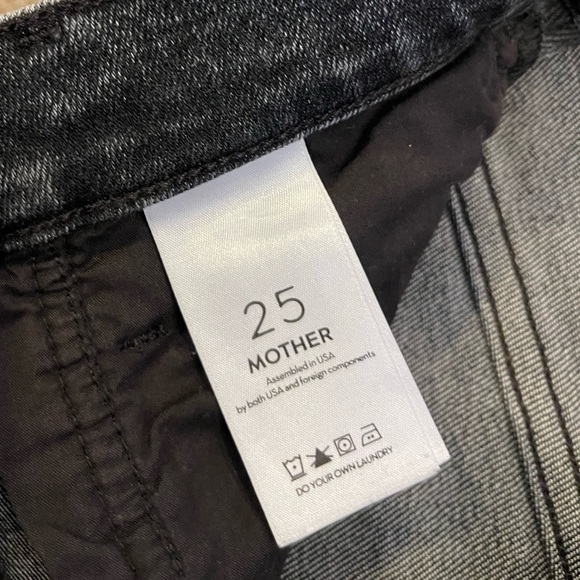 25
MOTHER
Assembled in USA
by both USA and foreign components
DO YOUR OWN LAUNDRY